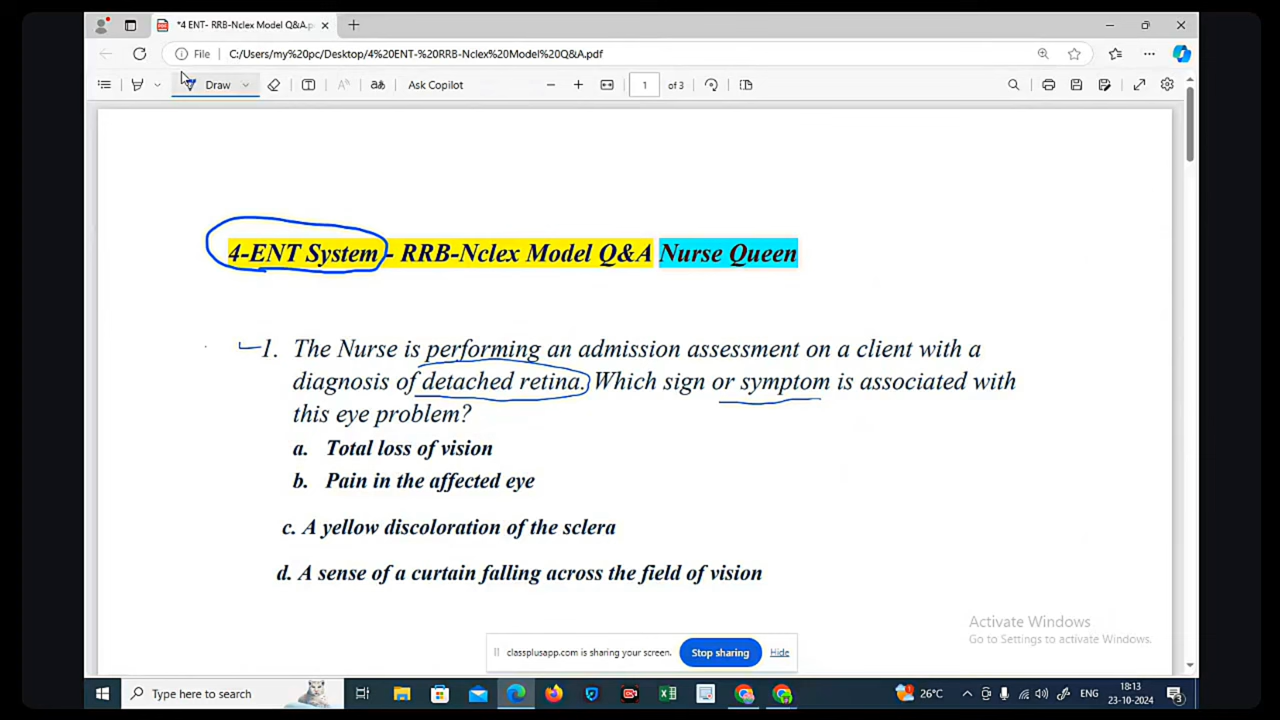 *4 ENT- RRB-Nclex Model Q&A.p
File
C:/Users/my%20pc/Desktop/4%20ENT-%20RRB-Nclex%20Model%20Q&A.pdf
Draw
aあ
Ask Copilot
1
of 3
4-ENT System - RRB-Nclex Model Q&A Nurse Queen
1. The Nurse is performing an admission assessment on a client with a
diagnosis of detached retina. Which sign or symptom is associated with
this eye problem?
a. Total loss of vision
b. Pain in the affected eye
c. A yellow discoloration of the sclera
d. A sense of a curtain falling across the field of vision
Activate Windows
Go to Settings to activate Windows.
classplusapp.com is sharing your screen.
Stop sharing
Hide
Type here to search
26°C
ENG
18:13
23-10-2024
3